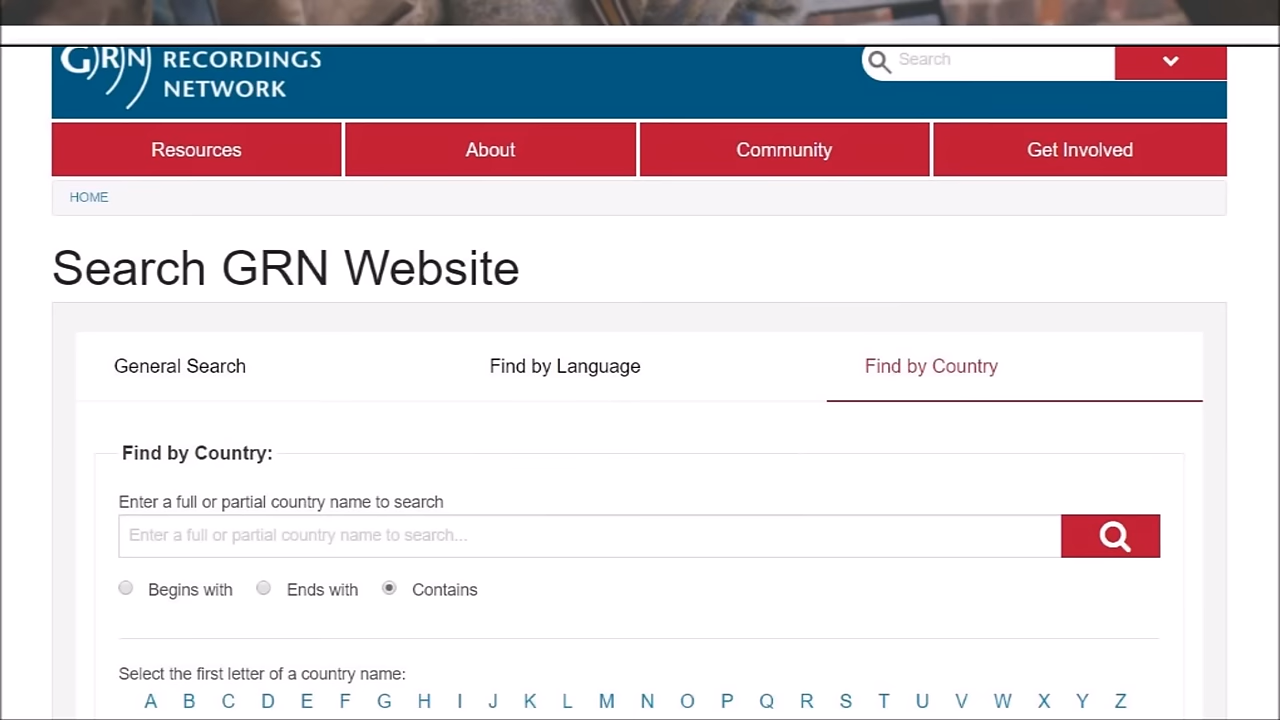 GRN RECORDINGS
NETWORK
Search
Resources About Community Get Involved
HOME
Search GRN Website
General Search Find by Language Find by Country
Find by Country:
Enter a full or partial country name to search
Enter a full or partial country name to search...
Begins with Ends with Contains
Select the first letter of a country name:
A B C D E F G H I J K L M N O P Q R S T U V W X Y Z